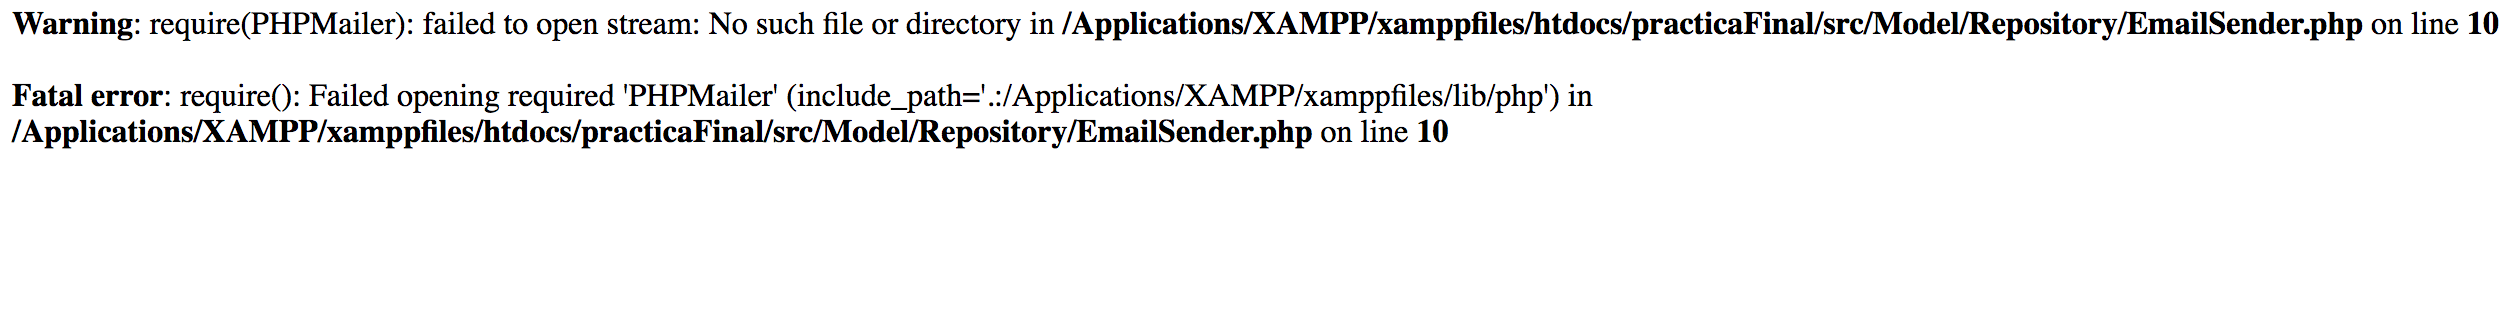 Warning: require(PHPMailer): failed to open stream: No such file or directory in /Applications/XAMPP/xamppfiles/htdocs/practicaFinal/src/Model/Repository/EmailSender.php on line 10
Fatal error: require(): Failed opening required 'PHPMailer' (include_path='.:/Applications/XAMPP/xamppfiles/lib/php') in
/Applications/XAMPP/xamppfiles/htdocs/practicaFinal/src/Model/Repository/EmailSender.php on line 10